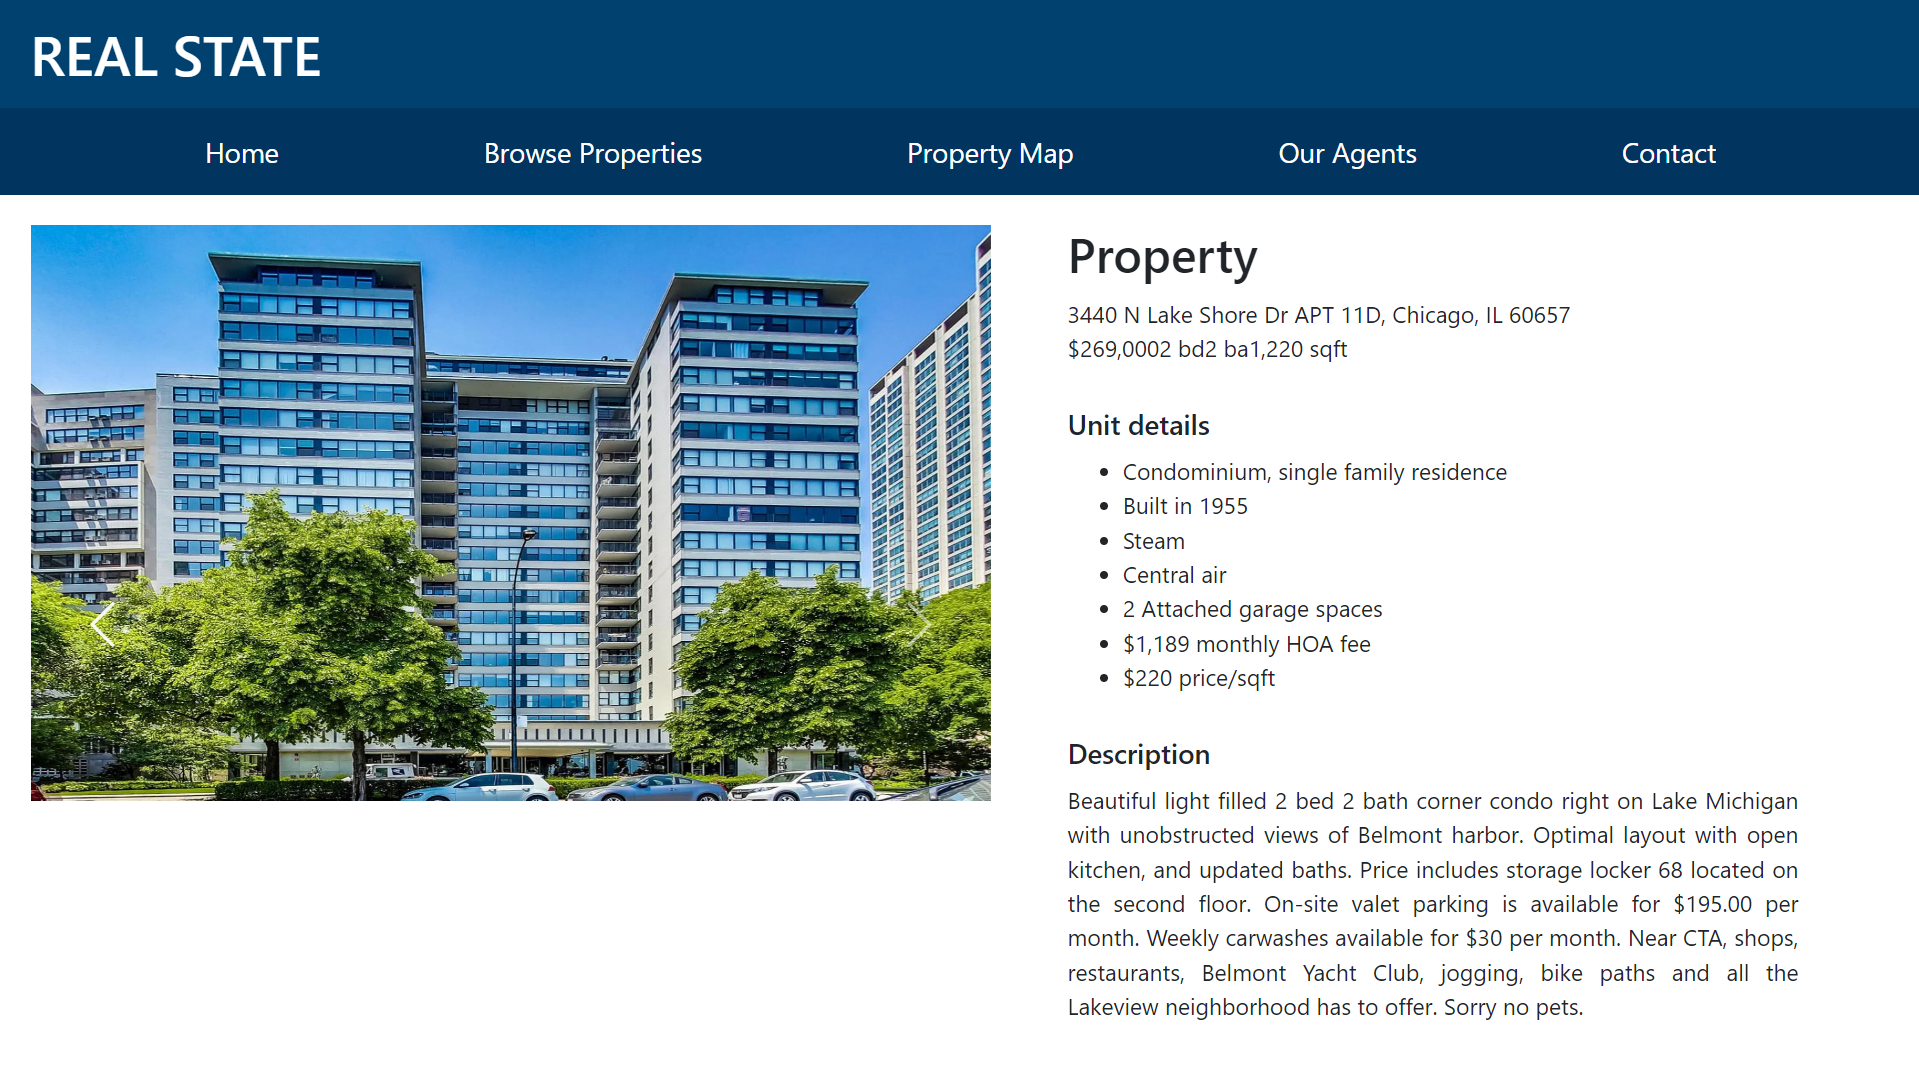 REAL STATE
Home
Browse Properties
Property Map
Our Agents
Contact
Property
3440 N Lake Shore Dr APT 11D, Chicago, IL 60657
$269,0002 bd2 ba1,220 sqft
Unit details
Condominium, single family residence
Built in 1955
Steam
Central air
2 Attached garage spaces
$1,189 monthly HOA fee
$220 price/sqft
Description
Beautiful light filled 2 bed 2 bath corner condo right on Lake Michigan
with unobstructed views of Belmont harbor. Optimal layout with open
kitchen, and updated baths. Price includes storage locker 68 located on
the second floor. On-site valet parking is available for $195.00 per
month. Weekly carwashes available for $30 per month. Near CTA, shops,
restaurants, Belmont Yacht Club, jogging, bike paths and all the
Lakeview neighborhood has to offer. Sorry no pets.